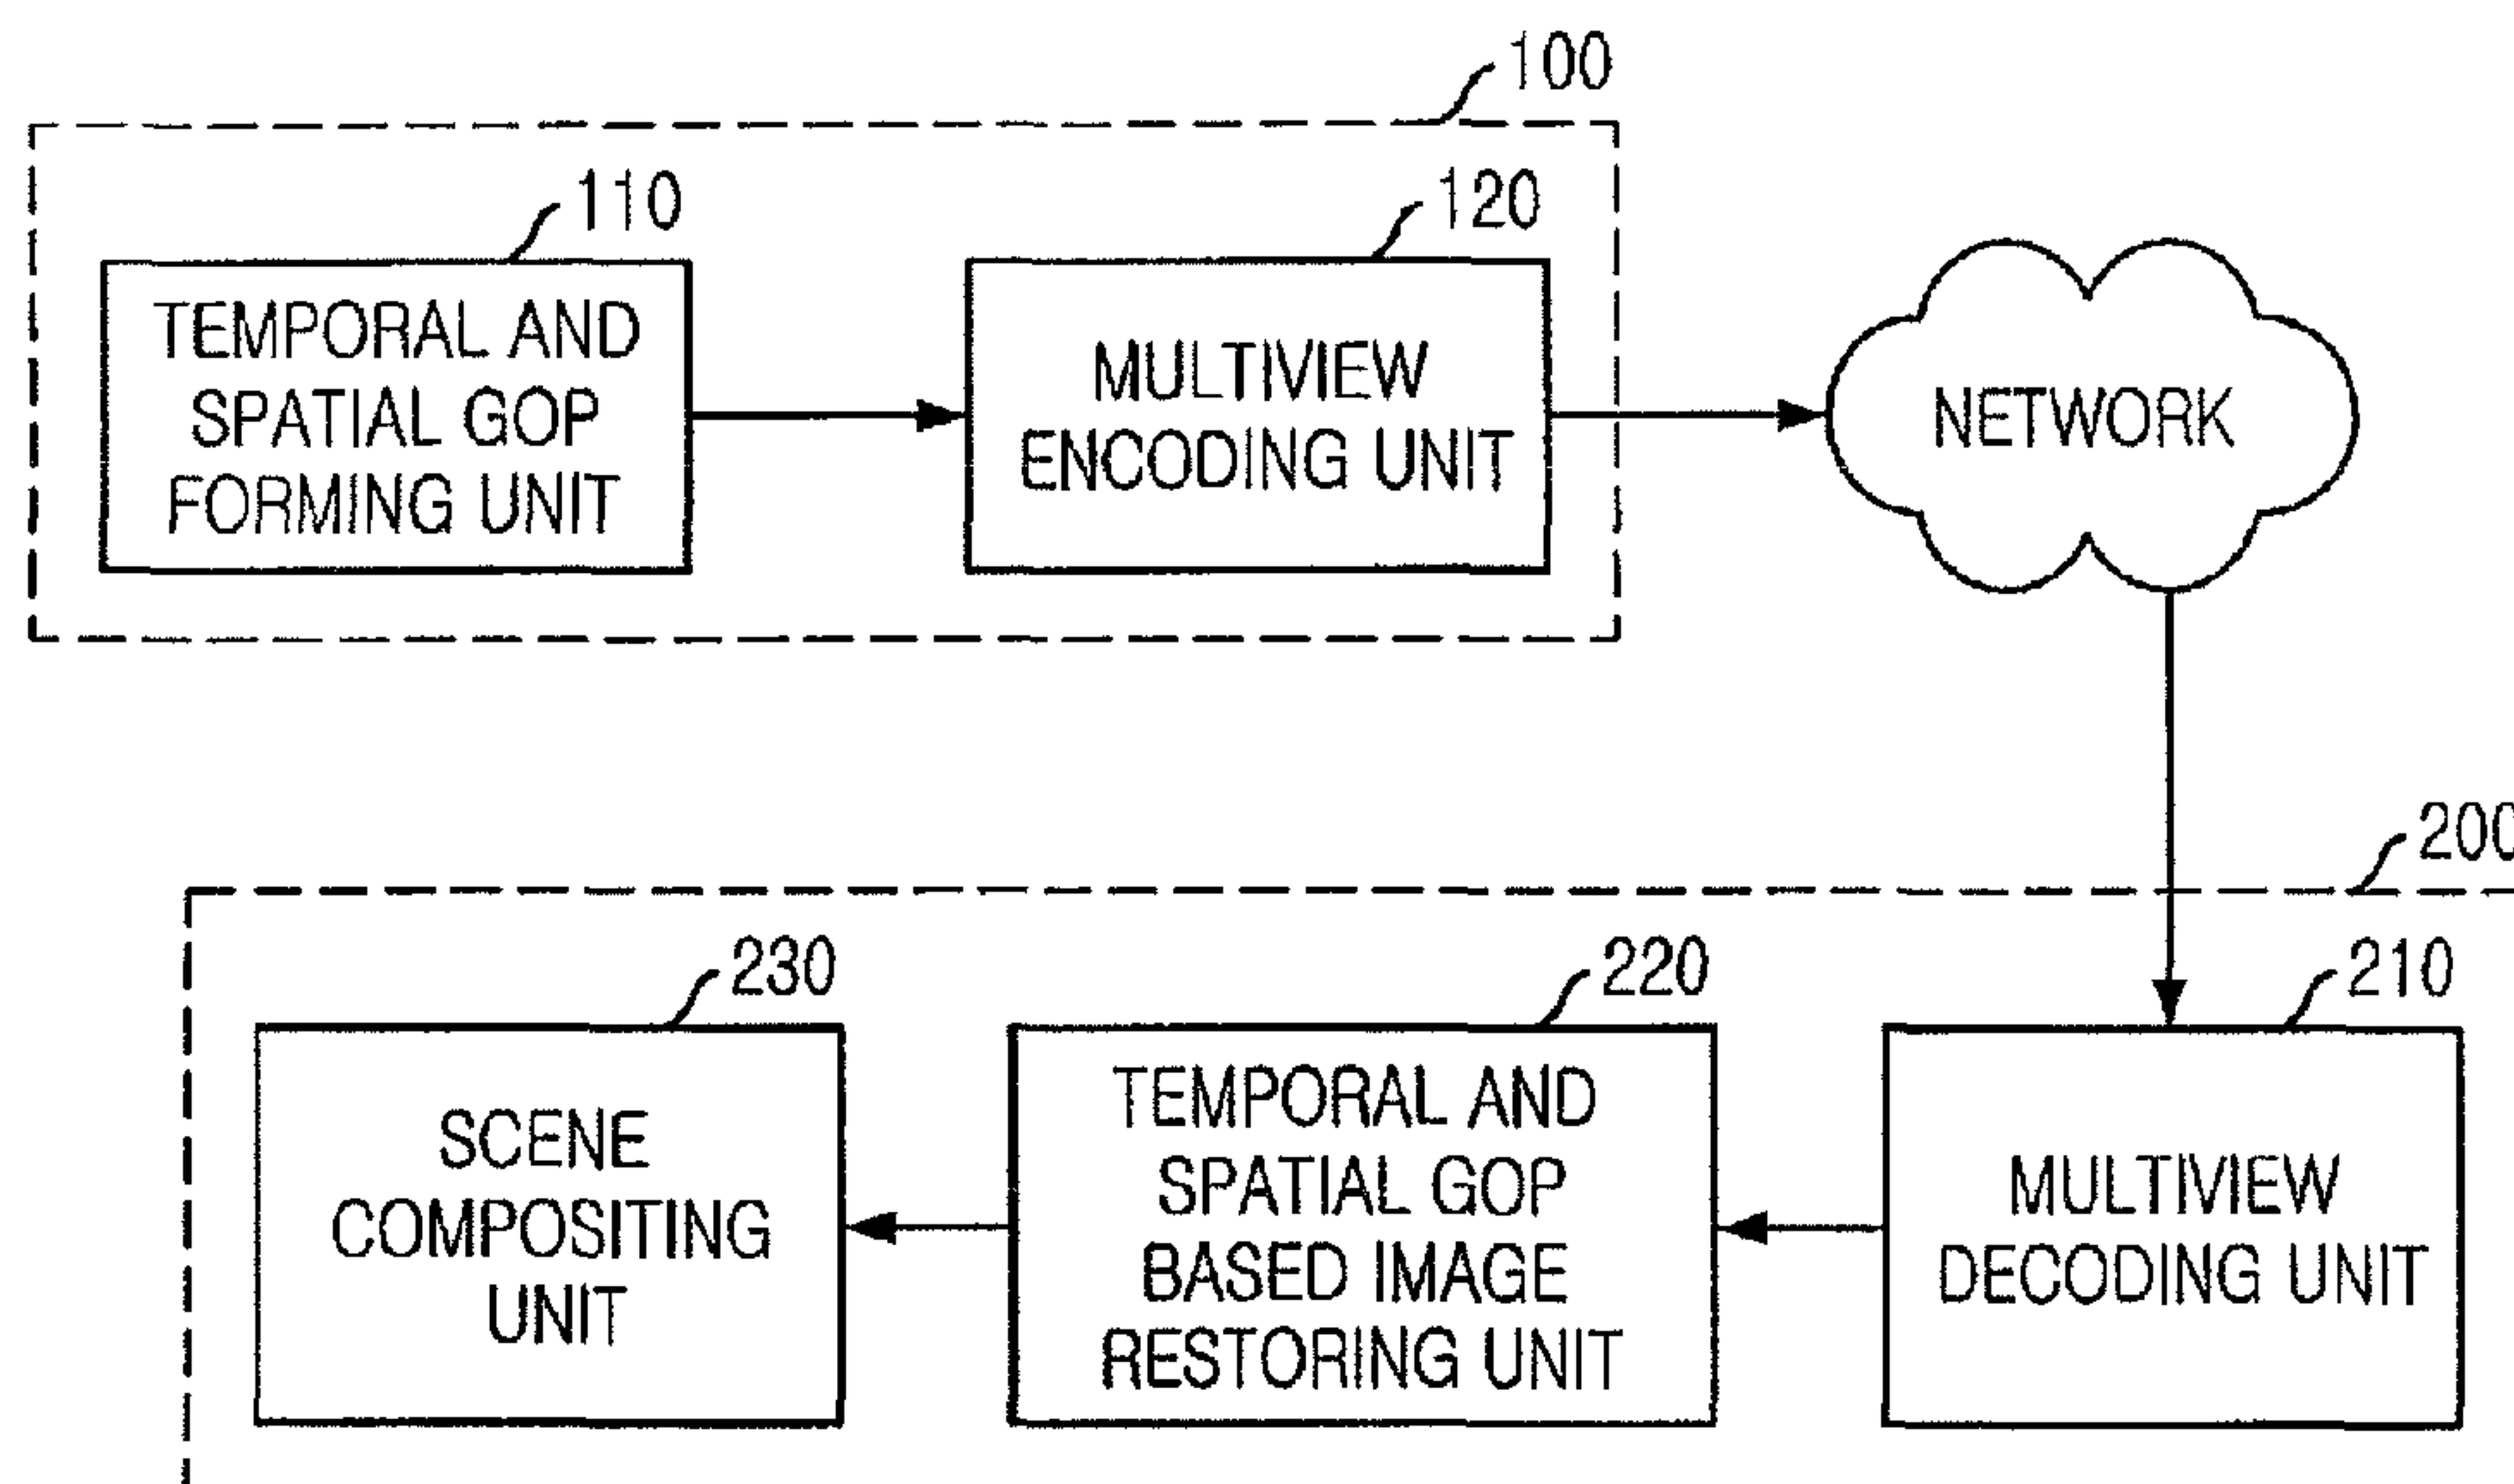 100
110
120
TEMPORAL AND
SPATIAL GOP
FORMING UNIT
MULTIVIEW
ENCODING UNIT
NETWORK
200
230
220
210
SCENE
COMPOSITING
UNIT
TEMPORAL AND
SPATIAL GOP
BASED IMAGE
RESTORING UNIT
MULTIVIEW
DECODING UNIT